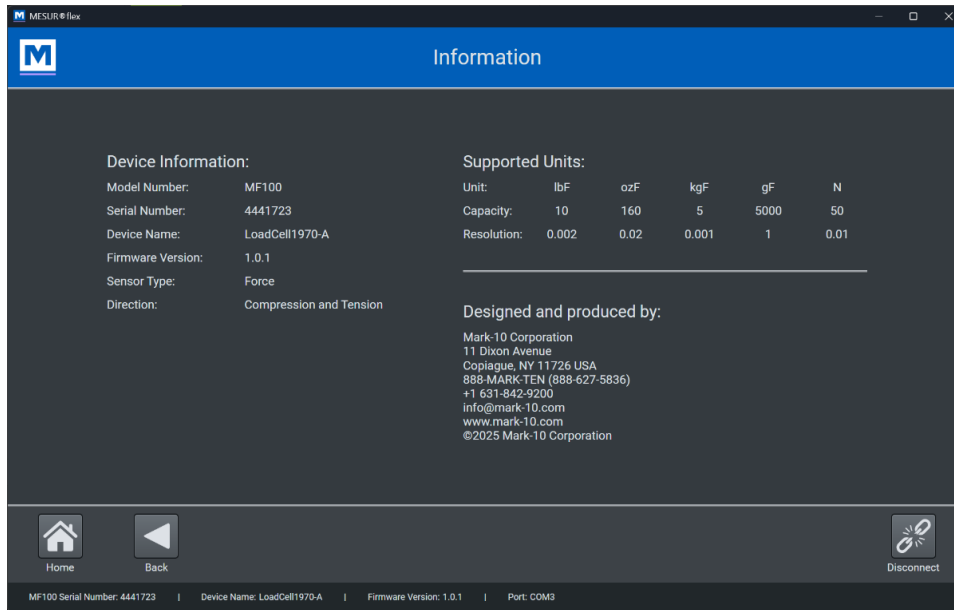 M MESUR®flex
M
Information
Device Information:
Model Number: MF100
Serial Number: 4441723
Device Name: LoadCell1970-A
Firmware Version: 1.0.1
Sensor Type: Force
Direction: Compression and Tension
Supported Units:
Unit: lbF ozF kgF gF N
Capacity: 10 160 5 5000 50
Resolution: 0.002 0.02 0.001 1 0.01
Designed and produced by:
Mark-10 Corporation
11 Dixon Avenue
Copiague, NY 11726 USA
888-MARK-TEN (888-627-5836)
+1 631-842-9200
info@mark-10.com
www.mark-10.com
©2025 Mark-10 Corporation
Home Back Disconnect
MF100 Serial Number: 4441723 | Device Name: LoadCell1970-A | Firmware Version: 1.0.1 | Port: COM3